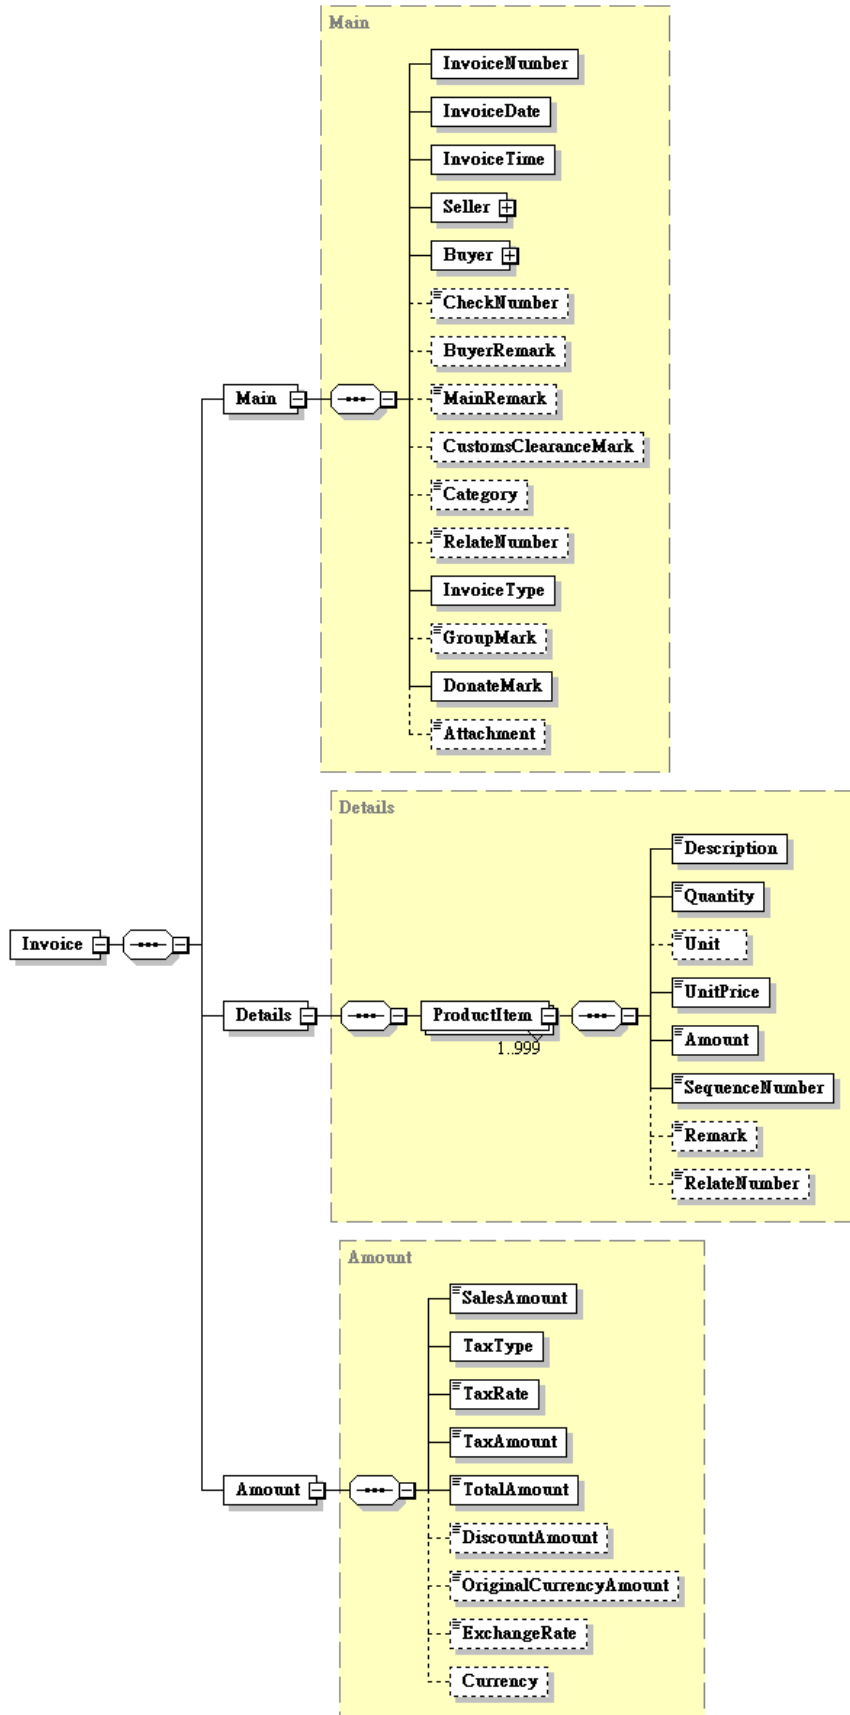 Main
InvoiceNumber
InvoiceDate
InvoiceTime
Seller
Buyer
CheckNumber
BuyerRemark
Main
MainRemark
CustomsClearanceMark
Category
RelateNumber
InvoiceType
GroupMark
DonateMark
Attachment
Details
Description
Quantity
Invoice
Unit
UnitPrice
Details
ProductItem
1..999
Amount
SequenceNumber
Remark
RelateNumber
Amount
SalesAmount
TaxType
TaxRate
TaxAmount
Amount
TotalAmount
DiscountAmount
OriginalCurrencyAmount
ExchangeRate
Currency